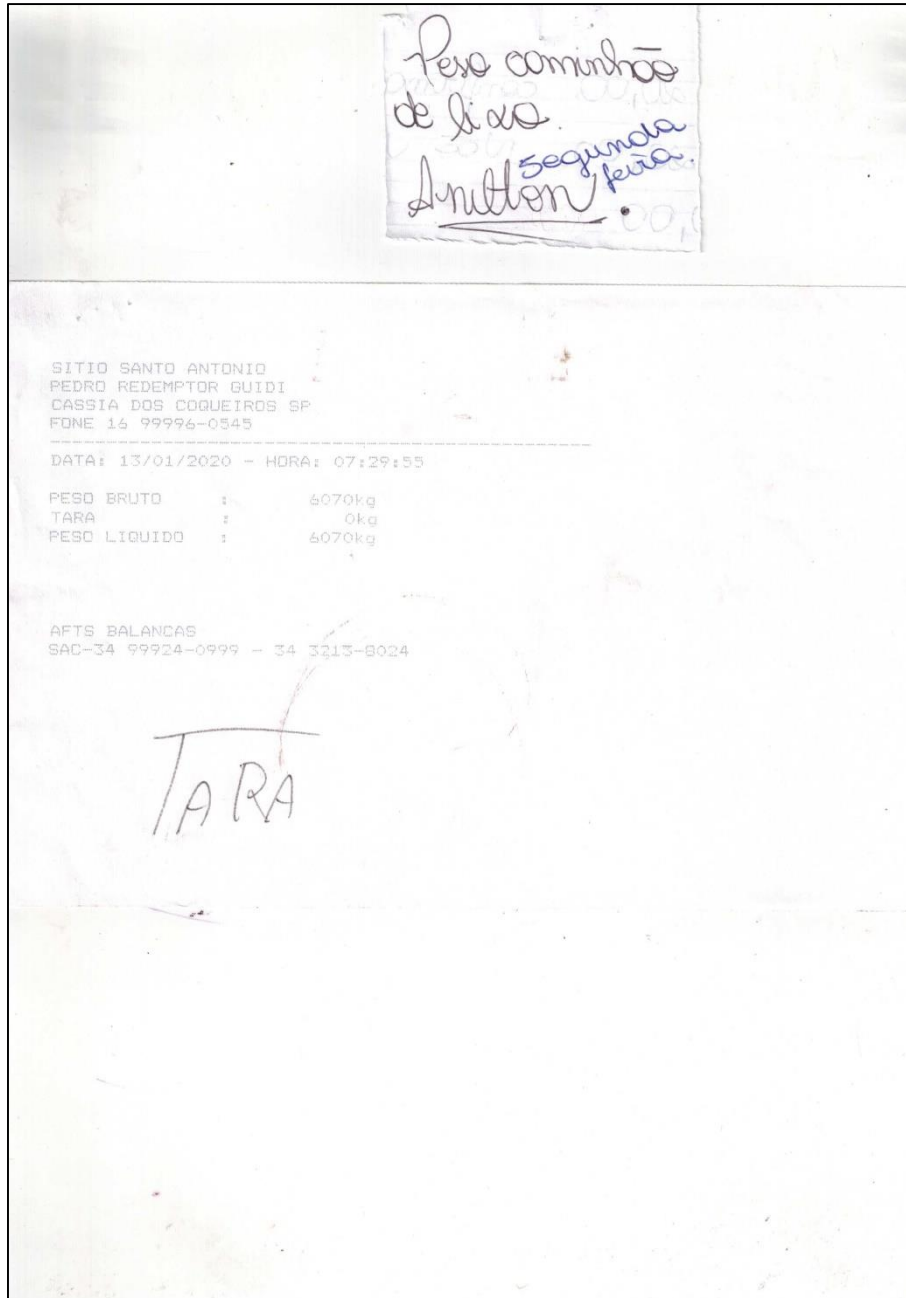 Peso caminhão
de lixo.
Segunda
feira.
Anilton.
SITIO SANTO ANTONIO
PEDRO REDEMPTOR GUIDI
CASSIA DOS COQUEIROS SP
FONE 16 99996-0545
------------------------------------------------------------
DATA: 13/01/2020 - HORA: 07:29:55
PESO BRUTO : 6070kg
TARA : 0kg
PESO LIQUIDO : 6070kg
AFTS BALANCAS
SAC-34 99924-0999 - 34 3213-8024
TARA